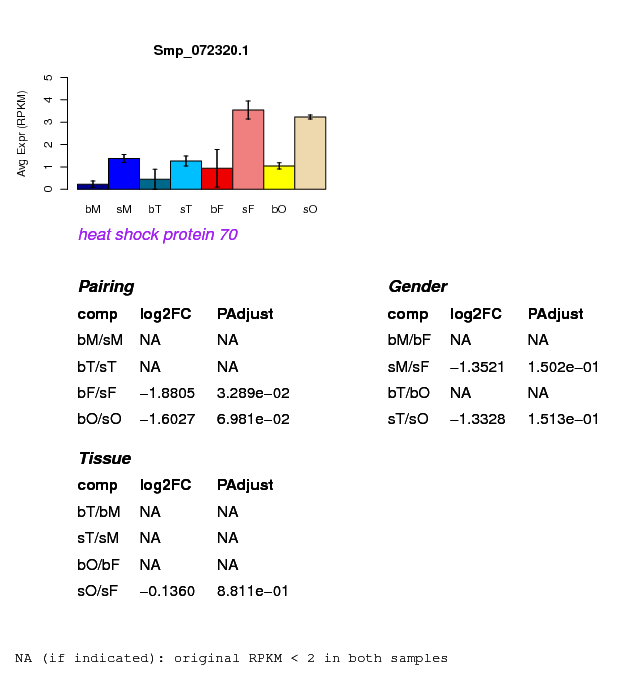 Smp_072320.1
Avg Expr (RPKM)
5
4
3
2
1
0
bM sM bT sT bF sF bO sO
heat shock protein 70
Pairing
comp log2FC PAdjust
bM/sM NA NA
bT/sT NA NA
bF/sF −1.8805 3.289e−02
bO/sO −1.6027 6.981e−02
Gender
comp log2FC PAdjust
bM/bF NA NA
sM/sF −1.3521 1.502e−01
bT/bO NA NA
sT/sO −1.3328 1.513e−01
Tissue
comp log2FC PAdjust
bT/bM NA NA
sT/sM NA NA
bO/bF NA NA
sO/sF −0.1360 8.811e−01
NA (if indicated): original RPKM < 2 in both samples